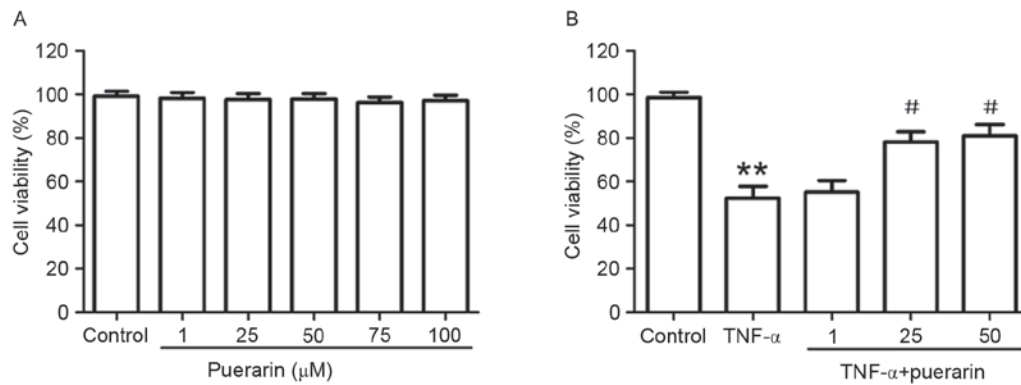 A
Cell viability (%)
120
100
80
60
40
20
0
Control 1 25 50 75 100
Puerarin (μM)
B
Cell viability (%)
120
100
80
60
40
20
0
**
#
#
Control TNF-α 1 25 50
TNF-α+puerarin